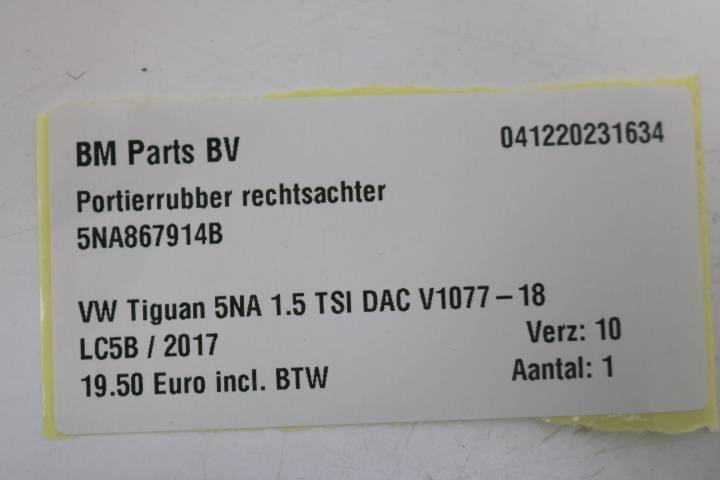 BM Parts BV
041220231634
Portierrubber rechtsachter
5NA867914B
VW Tiguan 5NA 1.5 TSI DAC V1077-18
LC5B / 2017
Verz: 10
19.50 Euro incl. BTW
Aantal: 1